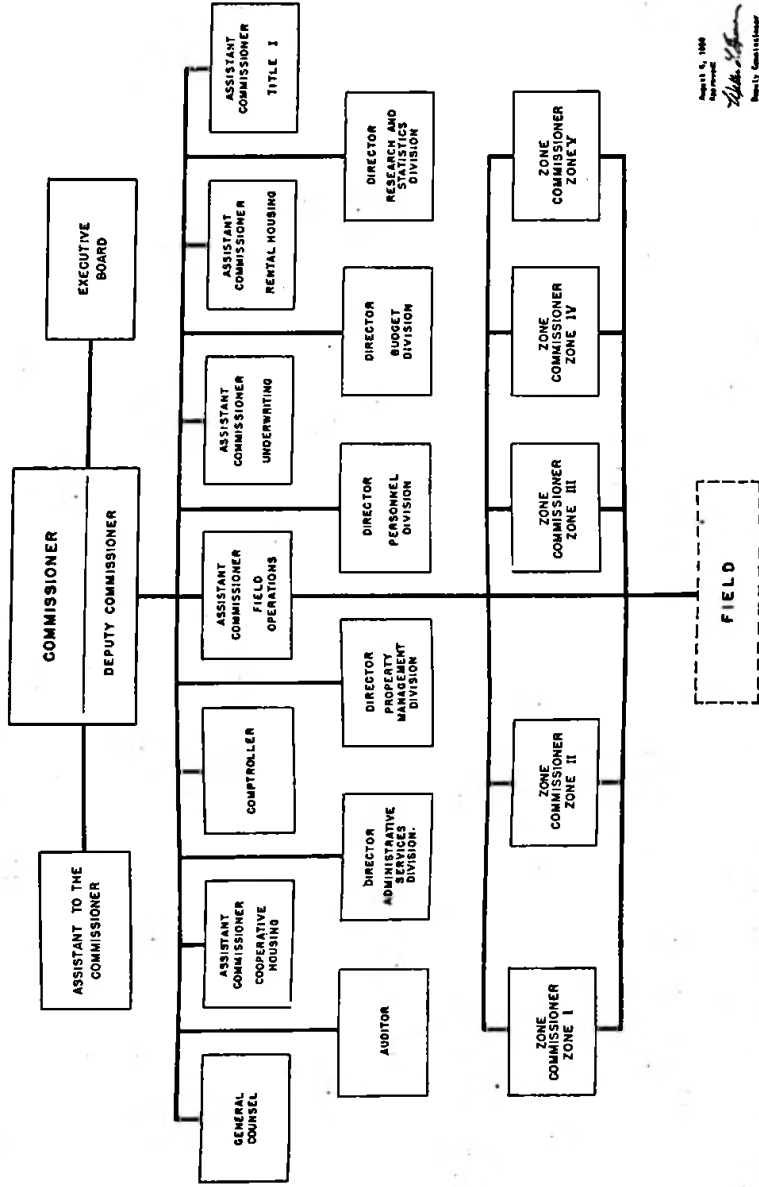 COMMISSIONER
DEPUTY COMMISSIONER
ASSISTANT TO THE
COMMISSIONER
EXECUTIVE
BOARD
GENERAL
COUNSEL
ASSISTANT
COMMISSIONER
COOPERATIVE
HOUSING
COMPTROLLER
ASSISTANT
COMMISSIONER
FIELD
OPERATIONS
ASSISTANT
COMMISSIONER
UNDERWRITING
ASSISTANT
COMMISSIONER
RENTAL HOUSING
ASSISTANT
COMMISSIONER
TITLE I
AUDITOR
DIRECTOR
ADMINISTRATIVE
SERVICES
DIVISION.
DIRECTOR
PROPERTY
MANAGEMENT
DIVISION
DIRECTOR
PERSONNEL
DIVISION
DIRECTOR
BUDGET
DIVISION
DIRECTOR
RESEARCH AND
STATISTICS
DIVISION
ZONE
COMMISSIONER
ZONE I
ZONE
COMMISSIONER
ZONE II
ZONE
COMMISSIONER
ZONE III
ZONE
COMMISSIONER
ZONE IV
ZONE
COMMISSIONER
ZONE V
FIELD
August
Approved:
Deputy Commissioner